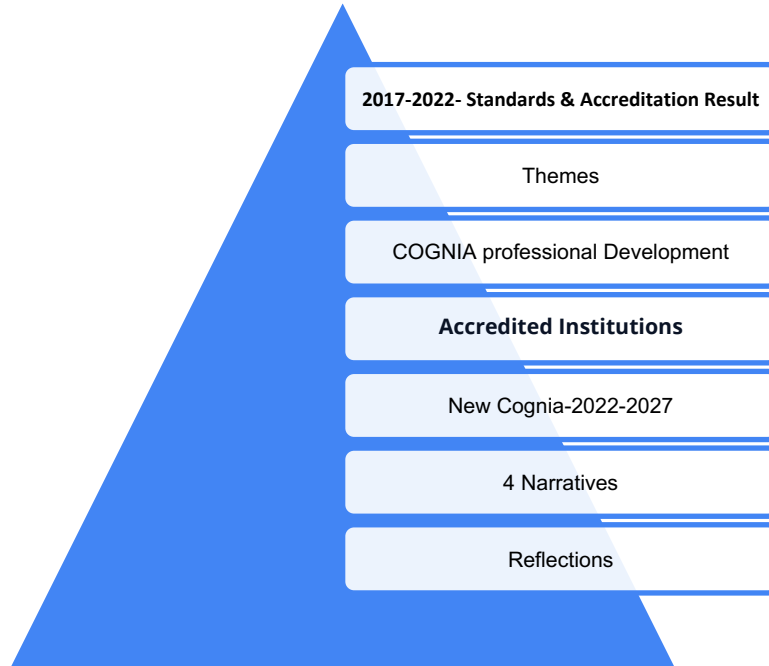 2017-2022- Standards & Accreditation Result
Themes
COGNIA professional Development
Accredited Institutions
New Cognia-2022-2027
4 Narratives
Reflections